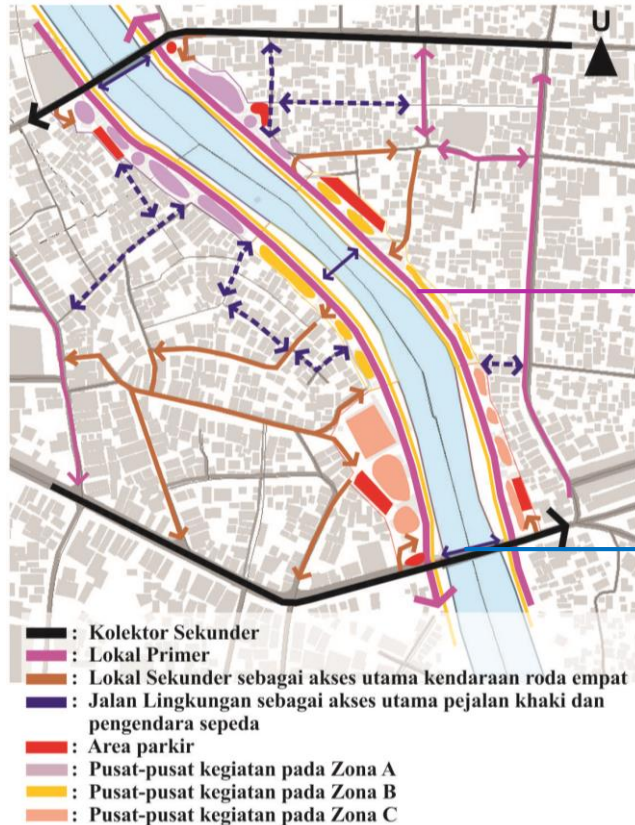 U
: Kolektor Sekunder
: Lokal Primer
: Lokal Sekunder sebagai akses utama kendaraan roda empat
: Jalan Lingkungan sebagai akses utama pejalan khaki dan
pengendara sepeda
: Area parkir
: Pusat-pusat kegiatan pada Zona A
: Pusat-pusat kegiatan pada Zona B
: Pusat-pusat kegiatan pada Zona C